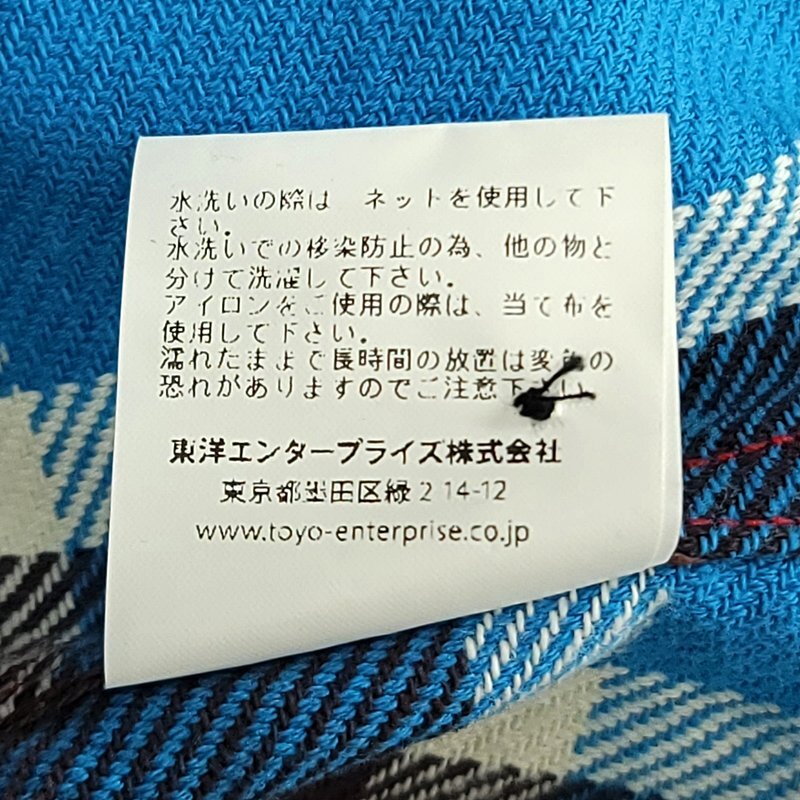 水洗いの際は ネットを使用して下
さい。
水洗いでの移染防止の為、他の物と
分けて洗濯して下さい。
アイロンをご使用の際は、当て布を
使用して下さい。
濡れたままで長時間の放置は変色の
恐れがありますのでご注意下さい
東洋エンタープライズ株式会社
東京都墨田区緑 2 14-12
www.toyo-enterprise.co.jp